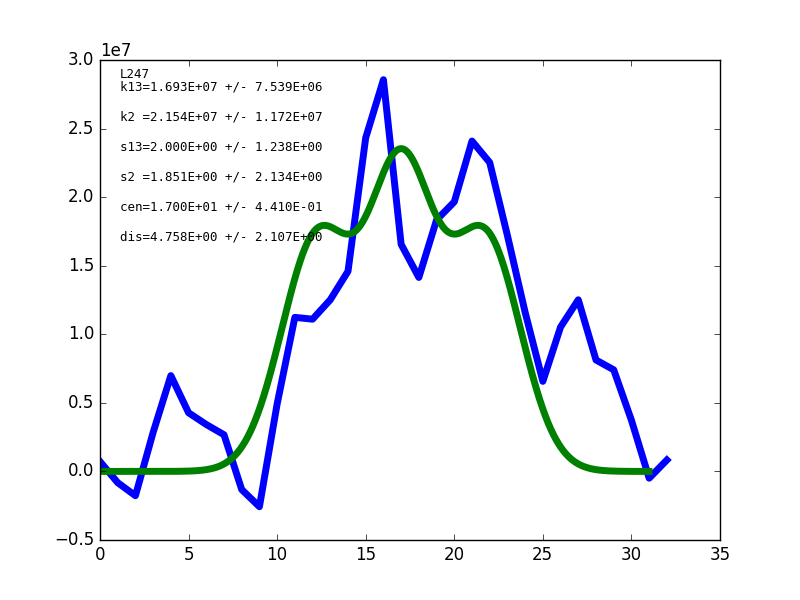 1e7
3.0
2.5
2.0
1.5
1.0
0.5
0.0
−0.5
L247
k13=1.693E+07 +/- 7.539E+06
k2 =2.154E+07 +/- 1.172E+07
s13=2.000E+00 +/- 1.238E+00
s2 =1.851E+00 +/- 2.134E+00
cen=1.700E+01 +/- 4.410E-01
dis=4.758E+00 +/- 2.107E+00
0 5 10 15 20 25 30 35